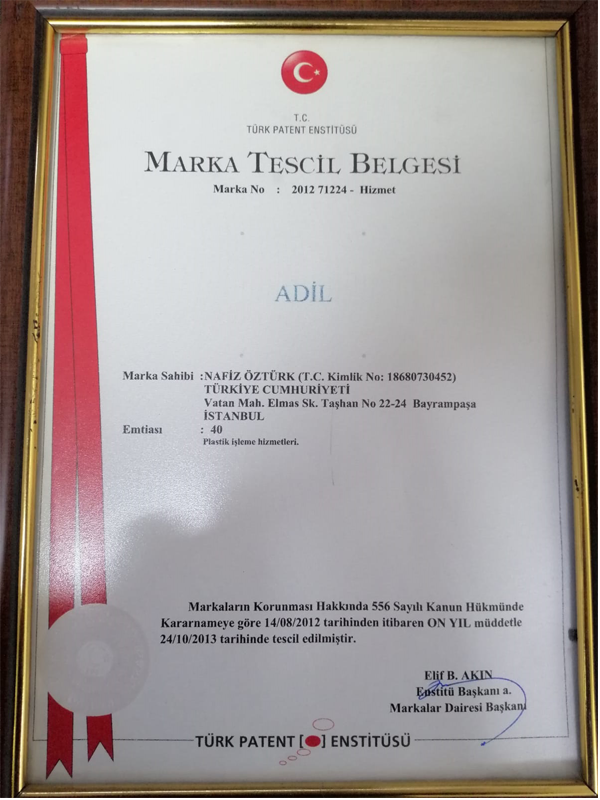 T.C.
TÜRK PATENT ENSTİTÜSÜ
MARKA TESCİL BELGESİ
Marka No : 2012 71224 - Hizmet
ADİL
Marka Sahibi :NAFİZ ÖZTÜRK (T.C. Kimlik No: 18680730452)
TÜRKİYE CUMHURİYETİ
Vatan Mah. Elmas Sk. Taşhan No 22-24 Bayrampaşa
İSTANBUL
Emtiası : 40
Plastik işleme hizmetleri.
Markaların Korunması Hakkında 556 Sayılı Kanun Hükmünde
Kararnameye göre 14/08/2012 tarihinden itibaren ON YIL müddetle
24/10/2013 tarihinde tescil edilmiştir.
Elif B. AKIN
Enstitü Başkanı a.
Markalar Dairesi Başkanı
TÜRK PATENT [ ] ENSTİTÜSÜ